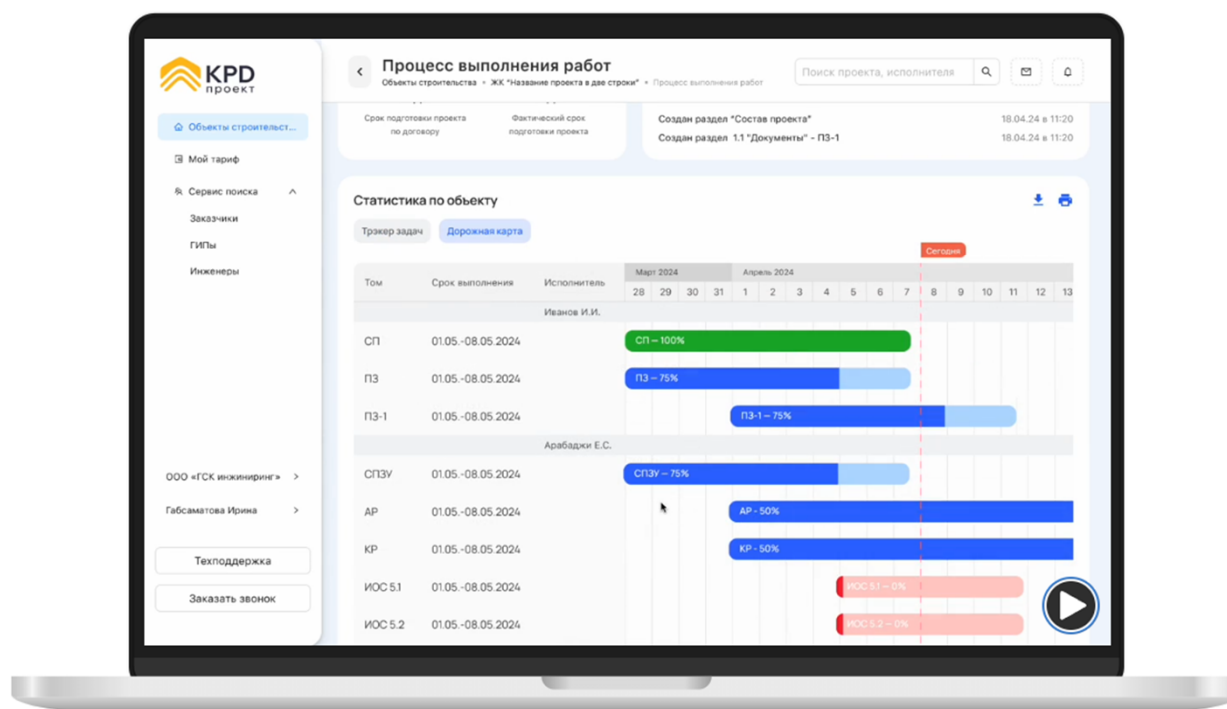 KPD
проект
Процесс выполнения работ
Объекты строительства • ЖК "Название проекта в две строки" • Процесс выполнения работ
Поиск проекта, исполнителя
Объекты строительст...
Мой тариф
Сервис поиска
Заказчики
ГИПы
Инженеры
ООО «ГСК инжиниринг»
Габсаматова Ирина
Техподдержка
Заказать звонок
Срок подготовки проекта
по договору
Фактический срок
подготовки проекта
Создан раздел "Состав проекта" 18.04.24 в 11:20
Создан раздел 1.1 "Документы" - ПЗ-1 18.04.24 в 11:20
Статистика по объекту
Трэкер задач
Дорожная карта
Сегодня
Том Срок выполнения Исполнитель
Март 2024 Апрель 2024
28 29 30 31 1 2 3 4 5 6 7 8 9 10 11 12 13
Иванов И.И.
СП 01.05.-08.05.2024 СП – 100%
ПЗ 01.05.-08.05.2024 ПЗ – 75%
ПЗ-1 01.05.-08.05.2024 ПЗ-1 – 75%
Арабаджи Е.С.
СПЗУ 01.05.-08.05.2024 СПЗУ – 75%
АР 01.05.-08.05.2024 АР - 50%
КР 01.05.-08.05.2024 КР - 50%
ИОС 5.1 01.05.-08.05.2024 ИОС 5.1 – 0%
ИОС 5.2 01.05.-08.05.2024 ИОС 5.2 – 0%